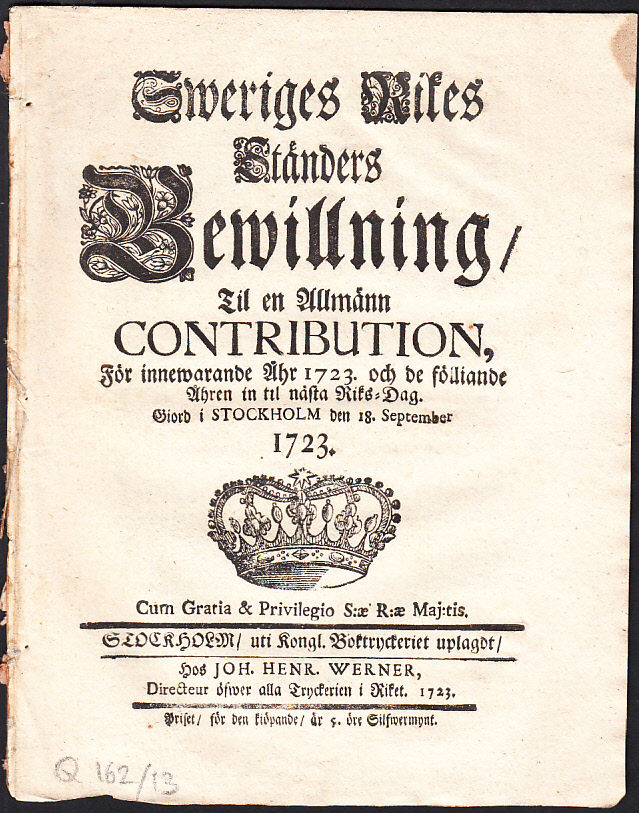 Sweriges Rikes
Ständers
Bewillning/
Til en Allmänn
CONTRIBUTION,
För innewarande Åhr 1723. och de fölliande
Åhren in til nästa Riks-Dag.
Giord i STOCKHOLM den 18. September
1723.
Cum Gratia & Privilegio S:æ R:æ Maj:tis.
STOCKHOLM/ uti Kongl. Boktryckeriet uplagdt/
Hos JOH. HENR. WERNER,
Directeur öfwer alla Tryckerien i Riket. 1723.
Priset/ för den kiöpande/ är 5. öre Silfwermynt.
Q 162/13